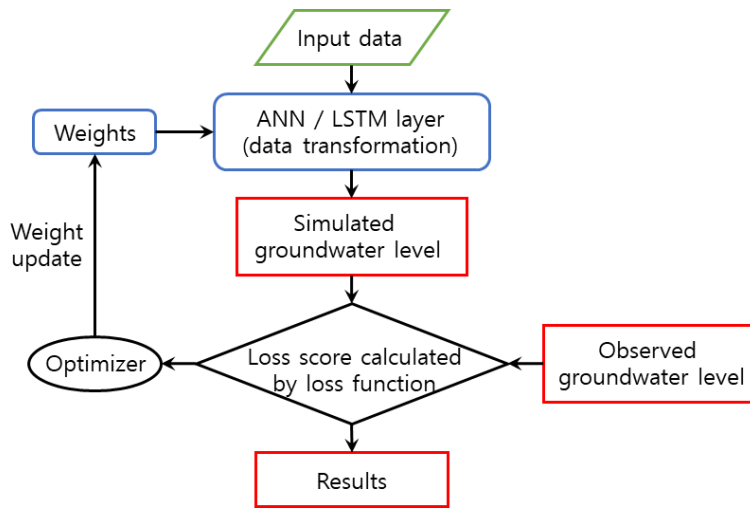 Input data
ANN / LSTM layer
(data transformation)
Weights
Simulated
groundwater level
Weight
update
Loss score calculated
by loss function
Optimizer
Observed
groundwater level
Results